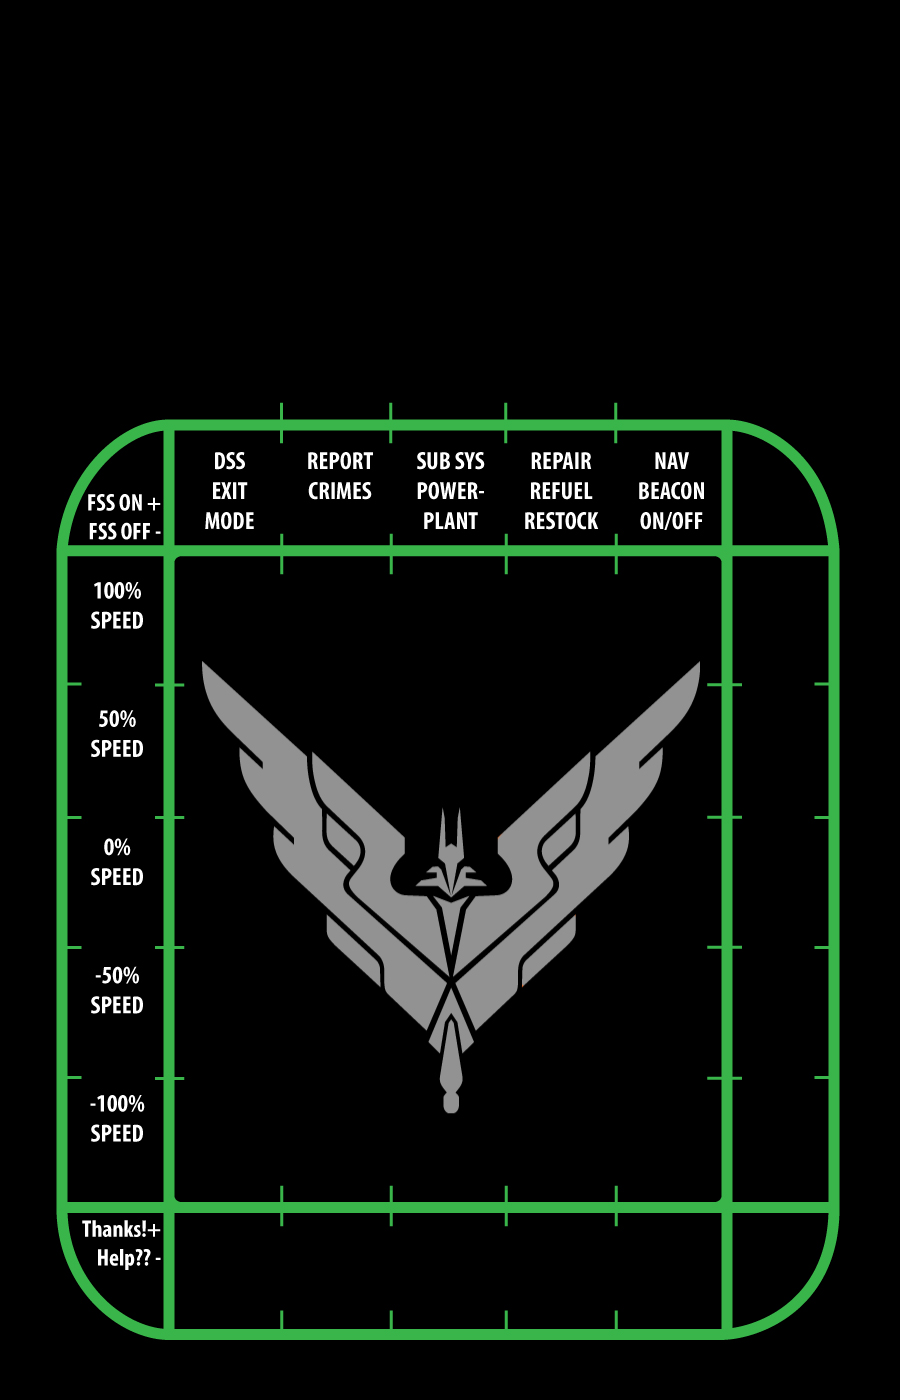 FSS ON +
FSS OFF -
DSS
EXIT
MODE
REPORT
CRIMES
SUB SYS
POWER-
PLANT
REPAIR
REFUEL
RESTOCK
NAV
BEACON
ON/OFF
100%
SPEED
50%
SPEED
0%
SPEED
-50%
SPEED
-100%
SPEED
Thanks!+
Help?? -